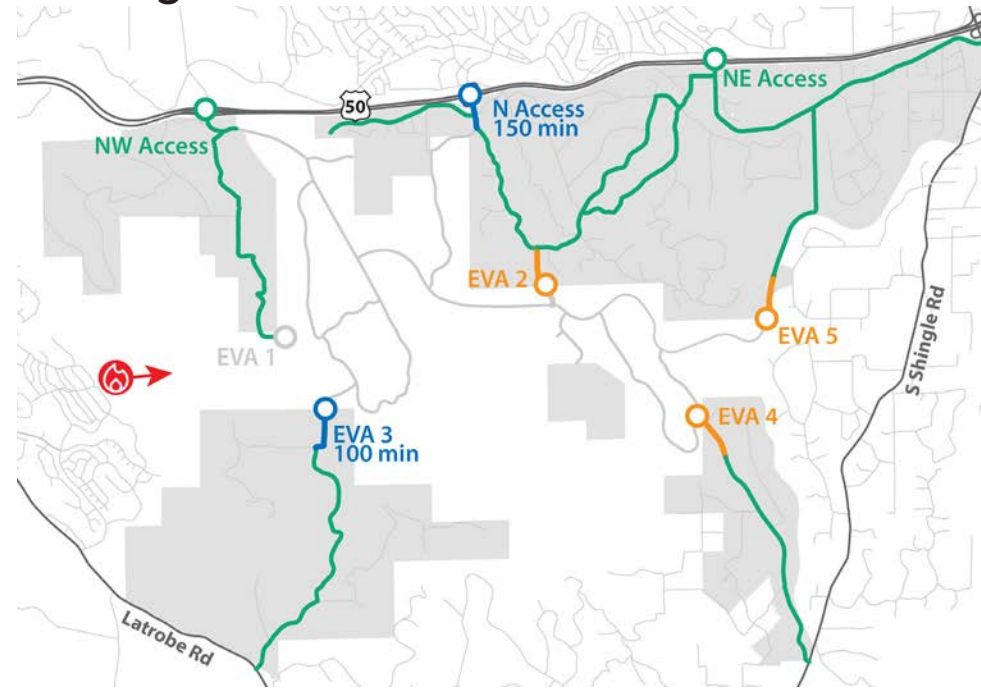 50
NE Access
N Access
150 min
NW Access
EVA 2
EVA 5
EVA 1
S Shingle Rd
EVA 4
EVA 3
100 min
Latrobe Rd